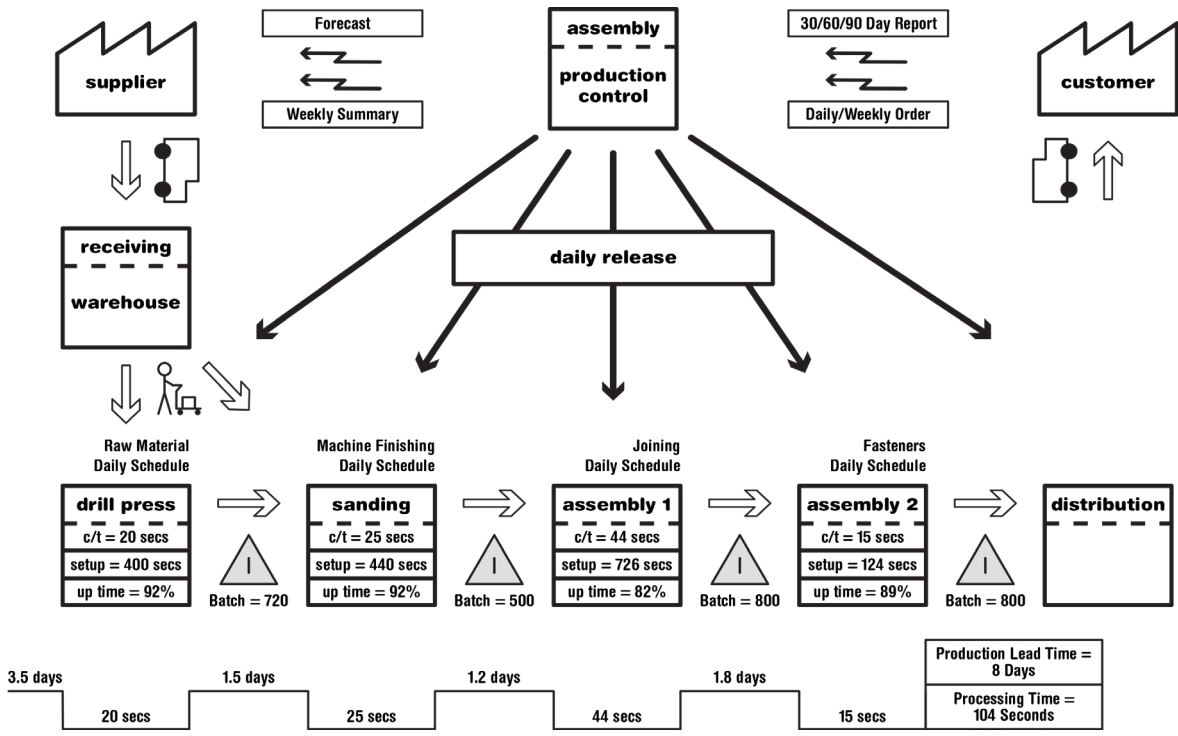 Forecast
assembly
30/60/90 Day Report
supplier
production
control
customer
Weekly Summary
Daily/Weekly Order
receiving
warehouse
daily release
Raw Material
Daily Schedule
Machine Finishing
Daily Schedule
Joining
Daily Schedule
Fasteners
Daily Schedule
drill press
c/t = 20 secs
setup = 400 secs
up time = 92%
I
Batch = 720
sanding
c/t = 25 secs
setup = 440 secs
up time = 92%
I
Batch = 500
assembly 1
c/t = 44 secs
setup = 726 secs
up time = 82%
I
Batch = 800
assembly 2
c/t = 15 secs
setup = 124 secs
up time = 89%
I
Batch = 800
distribution
3.5 days
20 secs
1.5 days
25 secs
1.2 days
44 secs
1.8 days
15 secs
Production Lead Time =
8 Days
Processing Time =
104 Seconds